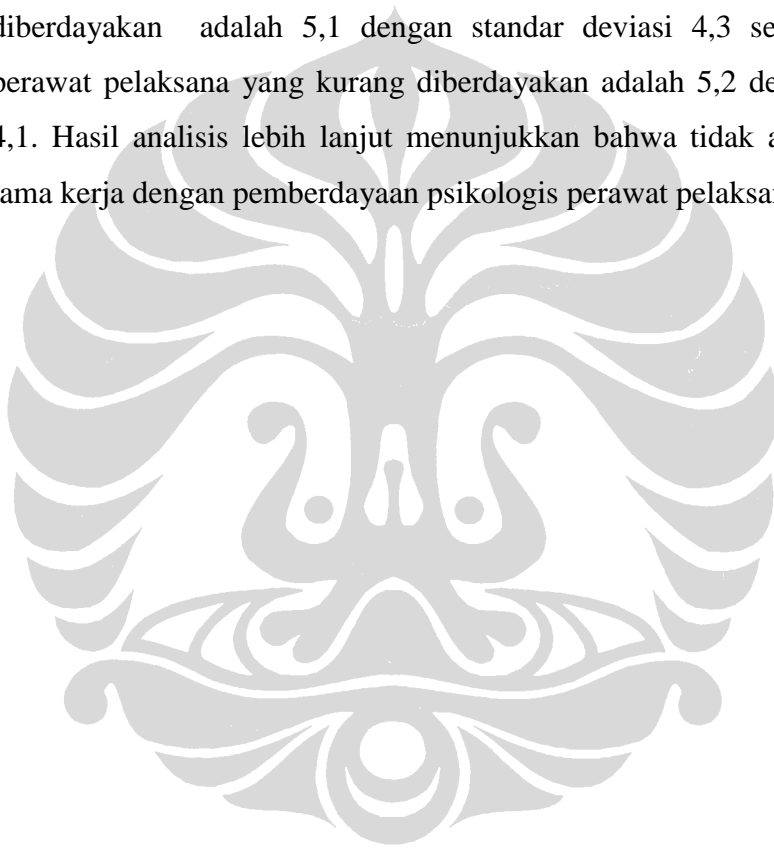 diberdayakan adalah 5,1 dengan standar deviasi 4,3 se
perawat pelaksana yang kurang diberdayakan adalah 5,2 de
4,1. Hasil analisis lebih lanjut menunjukkan bahwa tidak a
lama kerja dengan pemberdayaan psikologis perawat pelaksa